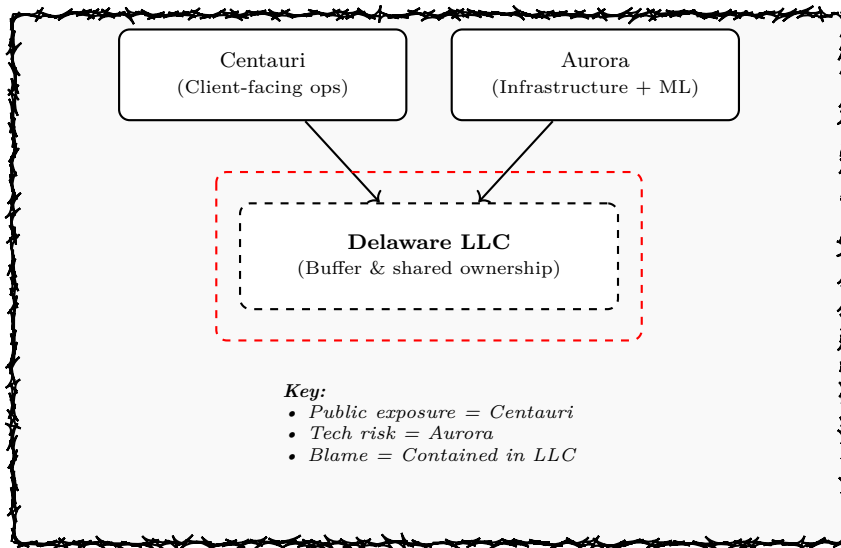 Centauri
(Client-facing ops)
Aurora
(Infrastructure + ML)
Delaware LLC
(Buffer & shared ownership)
Key:
• Public exposure = Centauri
• Tech risk = Aurora
• Blame = Contained in LLC